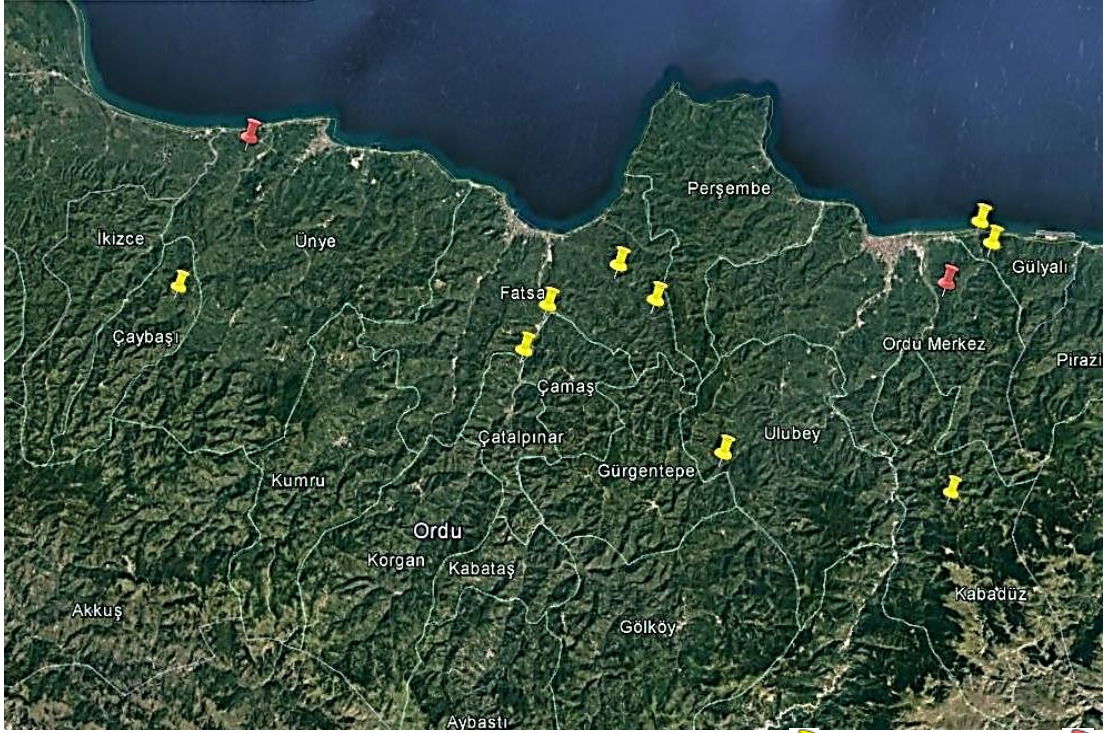 Perşembe
İkizce
Ünye
Gülyalı
Fatsa
Çaybaşı
Ordu Merkez
Pirazi
Çamaş
Çatalpınar
Ulubey
Gürgentepe
Kumru
Ordu
Korgan
Kabataş
Kabadüz
Akkuş
Gölköy
Aybastı